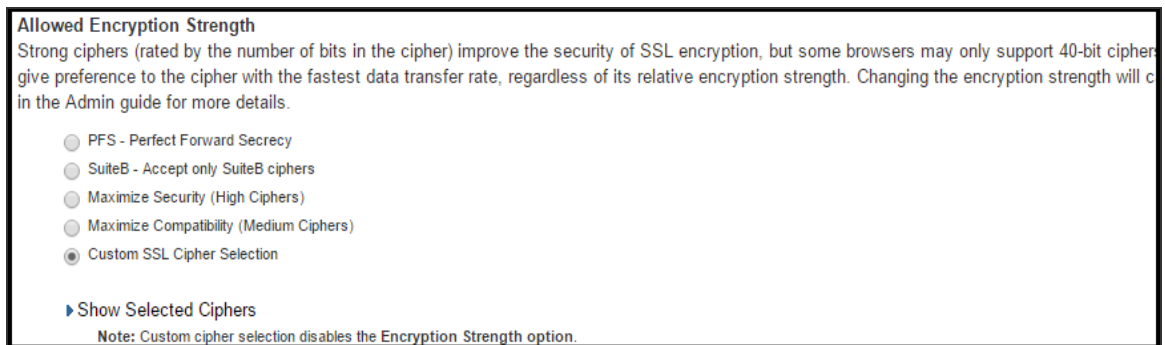 Allowed Encryption Strength
Strong ciphers (rated by the number of bits in the cipher) improve the security of SSL encryption, but some browsers may only support 40-bit ciphers
give preference to the cipher with the fastest data transfer rate, regardless of its relative encryption strength. Changing the encryption strength will c
in the Admin guide for more details.
PFS - Perfect Forward Secrecy
SuiteB - Accept only SuiteB ciphers
Maximize Security (High Ciphers)
Maximize Compatibility (Medium Ciphers)
Custom SSL Cipher Selection
Show Selected Ciphers
Note: Custom cipher selection disables the Encryption Strength option.